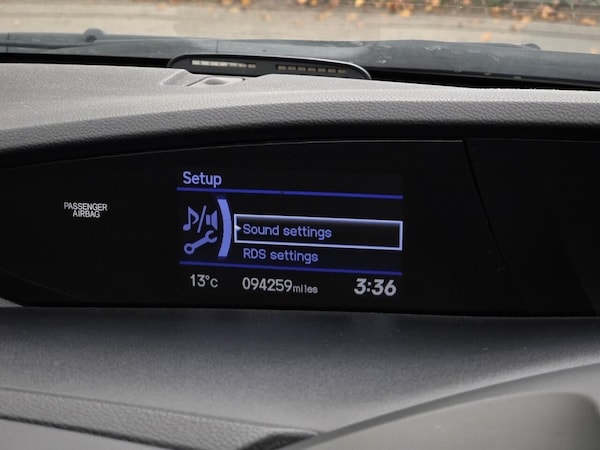 Setup
PASSENGER
AIRBAG
Sound settings
RDS settings
13°C 094259miles 3:36